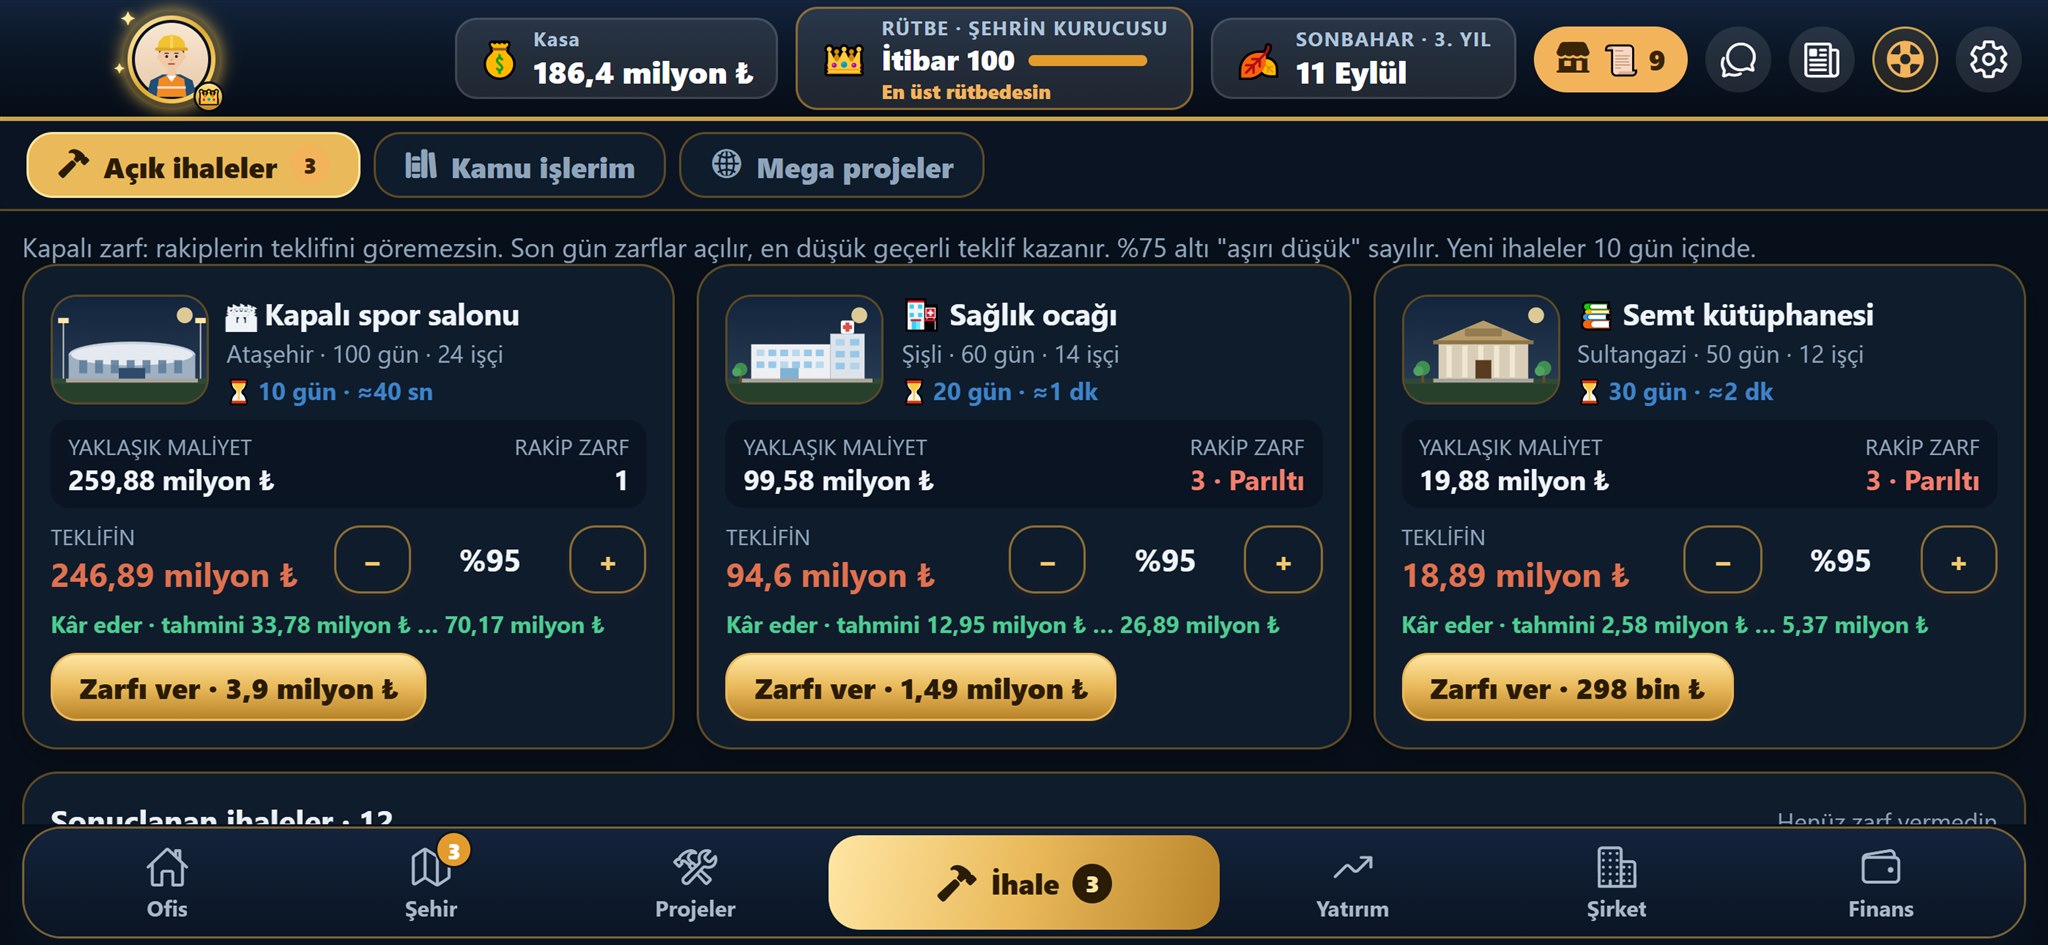 Kasa
186,4 milyon ₺
RÜTBE · ŞEHRİN KURUCUSU
İtibar 100
En üst rütbedesin
SONBAHAR · 3. YIL
11 Eylül
9
Açık ihaleler 3
Kamu işlerim
Mega projeler
Kapalı zarf: rakiplerin teklifini göremezsin. Son gün zarflar açılır, en düşük geçerli teklif kazanır. %75 altı "aşırı düşük" sayılır. Yeni ihaleler 10 gün içinde.
Kapalı spor salonu
Ataşehir · 100 gün · 24 işçi
10 gün · ≈40 sn
YAKLAŞIK MALİYET
RAKİP ZARF
259,88 milyon ₺
1
TEKLİFİN
246,89 milyon ₺
−
%95
+
Kâr eder · tahmini 33,78 milyon ₺ … 70,17 milyon ₺
Zarfı ver · 3,9 milyon ₺
Sağlık ocağı
Şişli · 60 gün · 14 işçi
20 gün · ≈1 dk
YAKLAŞIK MALİYET
RAKİP ZARF
99,58 milyon ₺
3 · Parıltı
TEKLİFİN
94,6 milyon ₺
−
%95
+
Kâr eder · tahmini 12,95 milyon ₺ … 26,89 milyon ₺
Zarfı ver · 1,49 milyon ₺
Semt kütüphanesi
Sultangazi · 50 gün · 12 işçi
30 gün · ≈2 dk
YAKLAŞIK MALİYET
RAKİP ZARF
19,88 milyon ₺
3 · Parıltı
TEKLİFİN
18,89 milyon ₺
−
%95
+
Kâr eder · tahmini 2,58 milyon ₺ … 5,37 milyon ₺
Zarfı ver · 298 bin ₺
Sonuçlanan ihaleler · 12
Henüz zarf vermedin
Ofis
3
Şehir
Projeler
İhale 3
Yatırım
Şirket
Finans